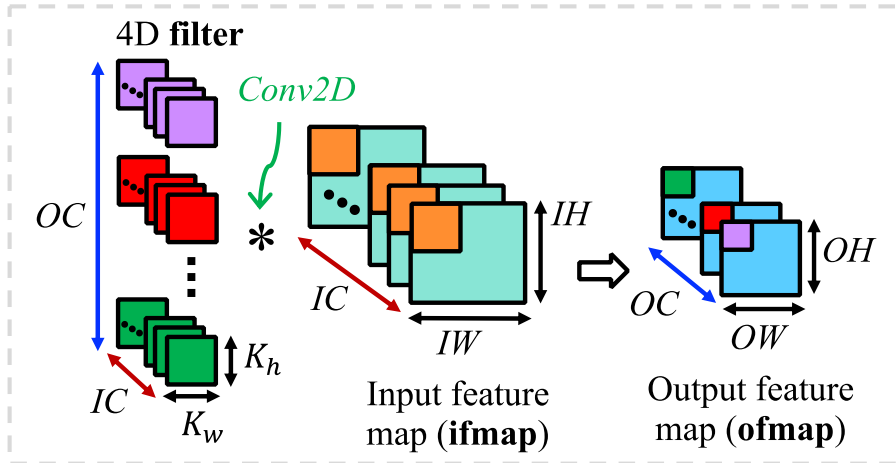 4D filter
Conv2D
OC
*
IC
K_h
K_w
IH
IC
IW
Input feature
map (ifmap)
OH
OC
OW
Output feature
map (ofmap)